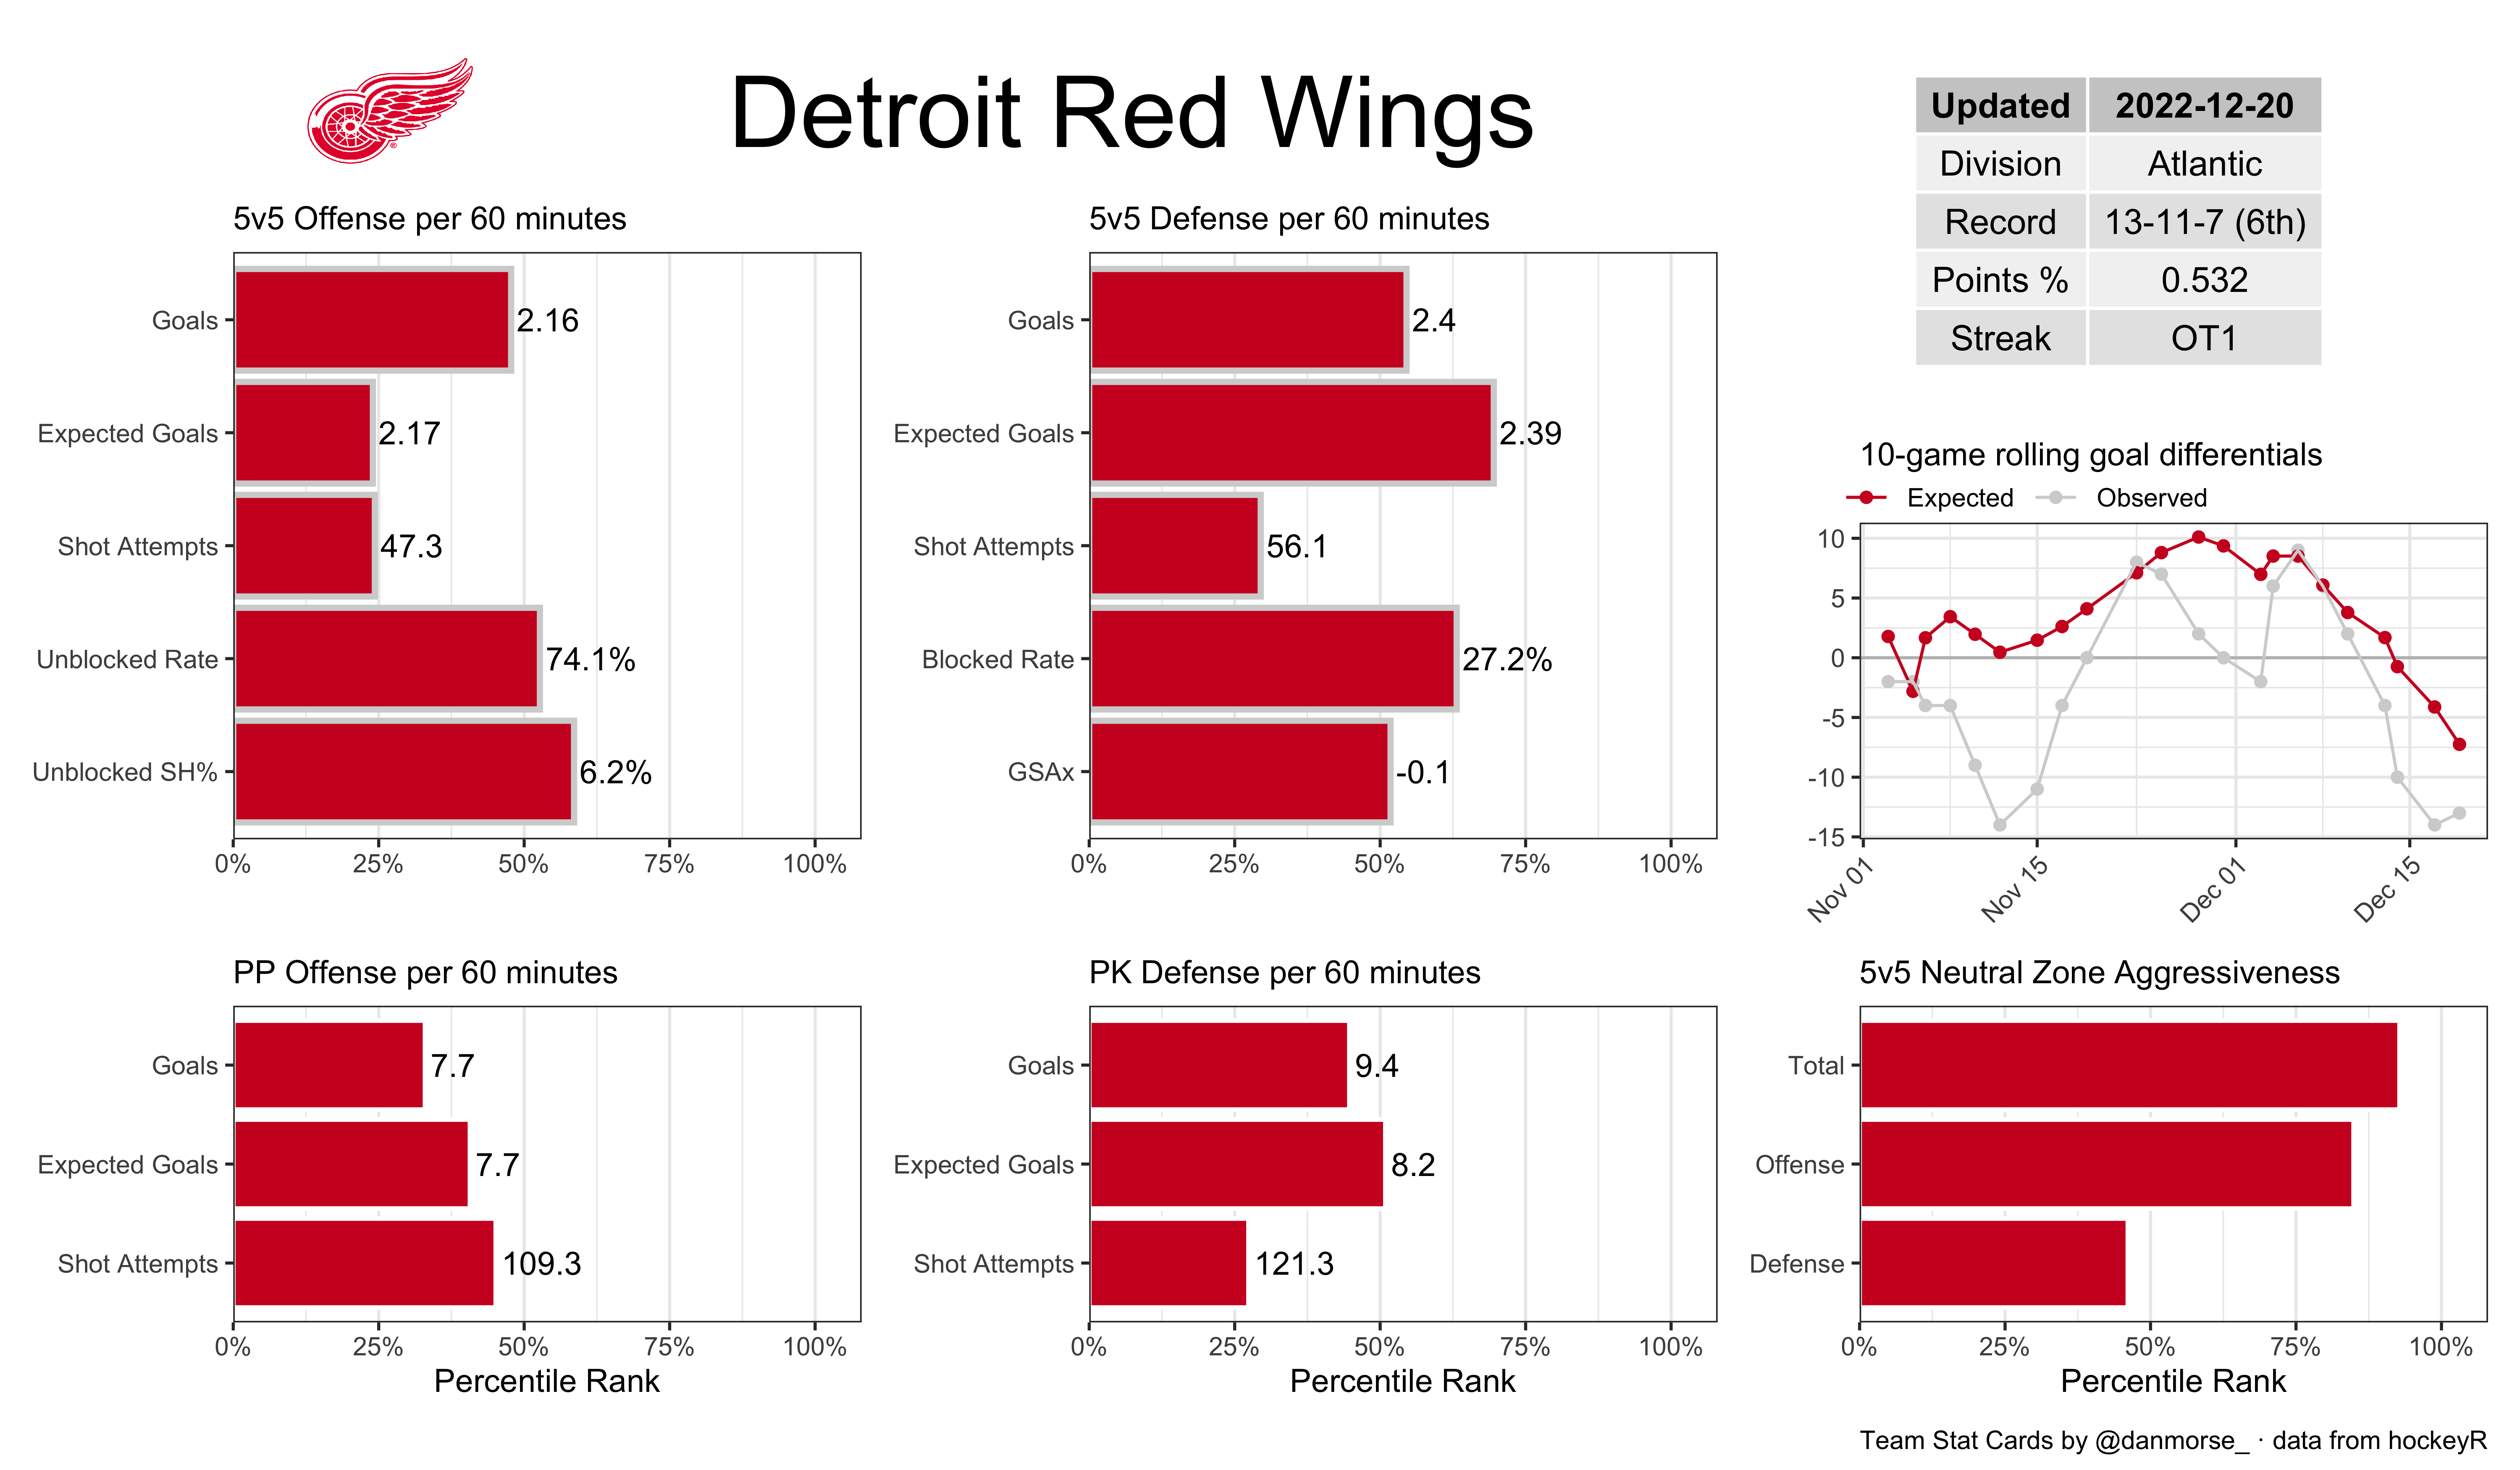 Detroit Red Wings
Updated 2022-12-20
Division Atlantic
Record 13-11-7 (6th)
Points % 0.532
Streak OT1
5v5 Offense per 60 minutes
Goals 2.16
Expected Goals 2.17
Shot Attempts 47.3
Unblocked Rate 74.1%
Unblocked SH% 6.2%
0% 25% 50% 75% 100%
5v5 Defense per 60 minutes
Goals 2.4
Expected Goals 2.39
Shot Attempts 56.1
Blocked Rate 27.2%
GSAx -0.1
0% 25% 50% 75% 100%
10-game rolling goal differentials
Expected Observed
10
5
0
-5
-10
-15
Nov 01 Nov 15 Dec 01 Dec 15
PP Offense per 60 minutes
Goals 7.7
Expected Goals 7.7
Shot Attempts 109.3
0% 25% 50% 75% 100%
Percentile Rank
PK Defense per 60 minutes
Goals 9.4
Expected Goals 8.2
Shot Attempts 121.3
0% 25% 50% 75% 100%
Percentile Rank
5v5 Neutral Zone Aggressiveness
Total
Offense
Defense
0% 25% 50% 75% 100%
Percentile Rank
Team Stat Cards by @danmorse_ · data from hockeyR